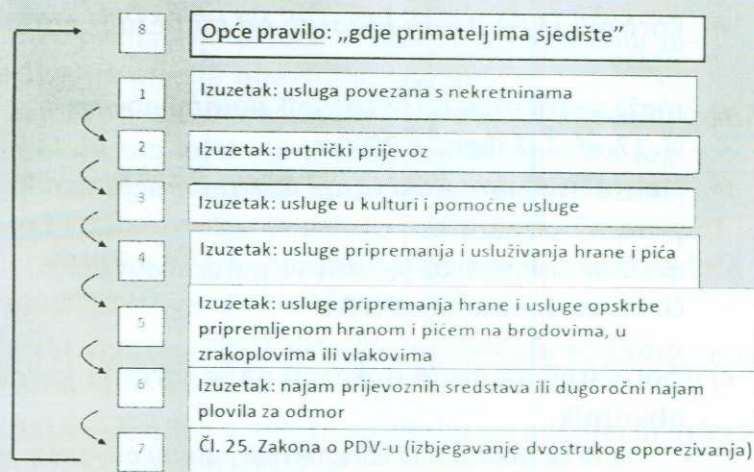 8 Opće pravilo: „gdje primatelj ima sjedište”
1 Izuzetak: usluga povezana s nekretninama
2 Izuzetak: putnički prijevoz
3 Izuzetak: usluge u kulturi i pomoćne usluge
4 Izuzetak: usluge pripremanja i usluživanja hrane i pića
5 Izuzetak: usluge pripremanja hrane i usluge opskrbe
pripremljenom hranom i pićem na brodovima, u
zrakoplovima ili vlakovima
6 Izuzetak: najam prijevoznih sredstava ili dugoročni najam
plovila za odmor
7 Čl. 25. Zakona o PDV-u (izbjegavanje dvostrukog oporezivanja)